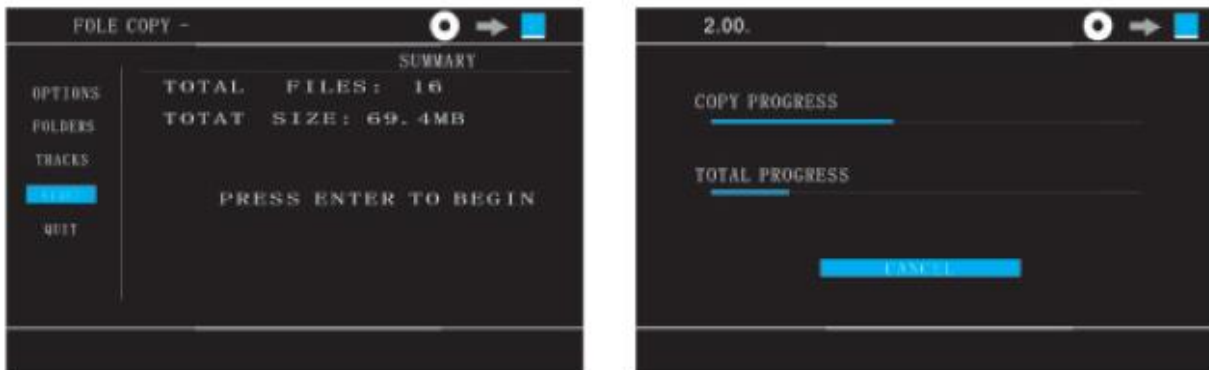 FOLE COPY -
SUMMARY
OPTIONS
FOLDERS
TRACKS
QUIT
TOTAL FILES: 16
TOTAT SIZE: 69.4MB
PRESS ENTER TO BEGIN
2.00.
COPY PROGRESS
TOTAL PROGRESS
CANCEL